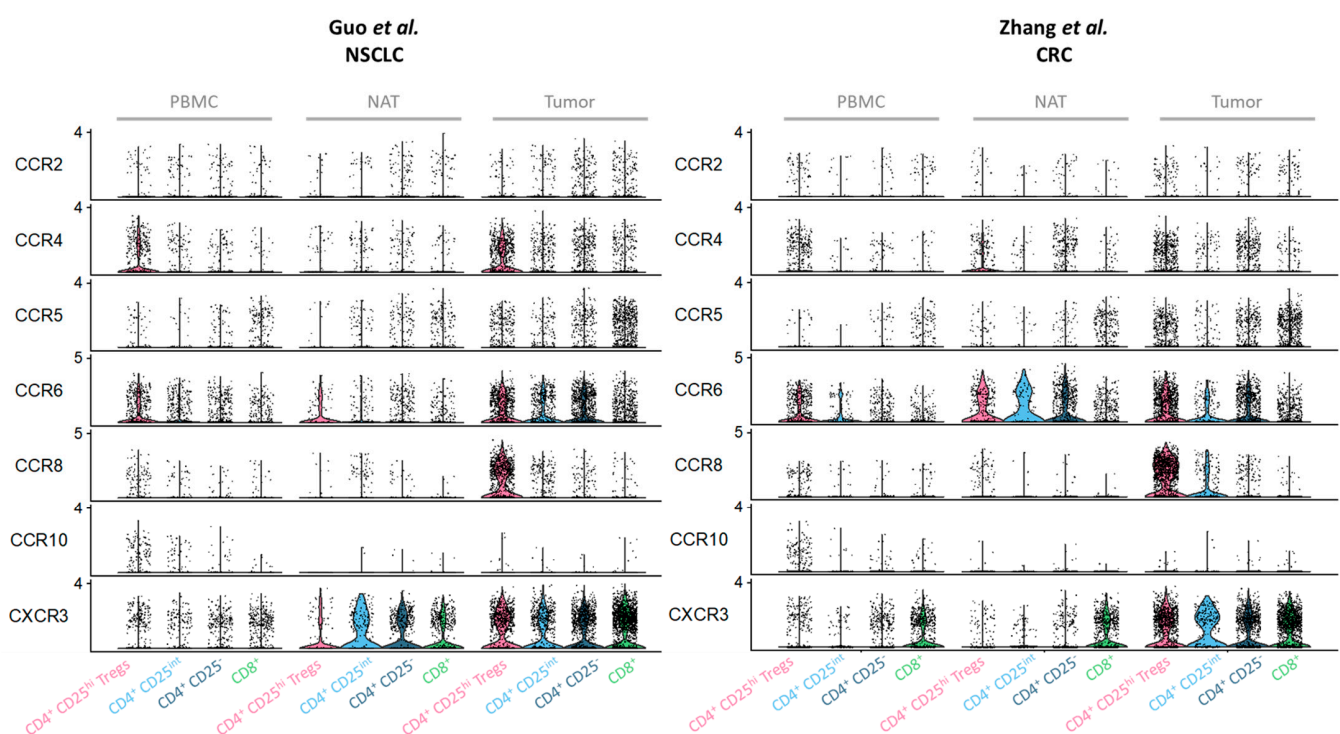 Guo et al.
NSCLC
PBMC NAT Tumor
4
CCR2
4
CCR4
4
CCR5
5
CCR6
5
CCR8
4
CCR10
4
CXCR3
CD4⁺ CD25ʰⁱ Tregs
CD4⁺ CD25ⁱⁿᵗ
CD4⁺ CD25⁻
CD8⁺
CD4⁺ CD25ʰⁱ Tregs
CD4⁺ CD25ⁱⁿᵗ
CD4⁺ CD25⁻
CD8⁺
CD4⁺ CD25ʰⁱ Tregs
CD4⁺ CD25ⁱⁿᵗ
CD4⁺ CD25⁻
CD8⁺
Zhang et al.
CRC
PBMC NAT Tumor
4
CCR2
4
CCR4
4
CCR5
5
CCR6
5
CCR8
4
CCR10
4
CXCR3
CD4⁺ CD25ʰⁱ Tregs
CD4⁺ CD25ⁱⁿᵗ
CD4⁺ CD25⁻
CD8⁺
CD4⁺ CD25ʰⁱ Tregs
CD4⁺ CD25ⁱⁿᵗ
CD4⁺ CD25⁻
CD8⁺
CD4⁺ CD25ʰⁱ Tregs
CD4⁺ CD25ⁱⁿᵗ
CD4⁺ CD25⁻
CD8⁺